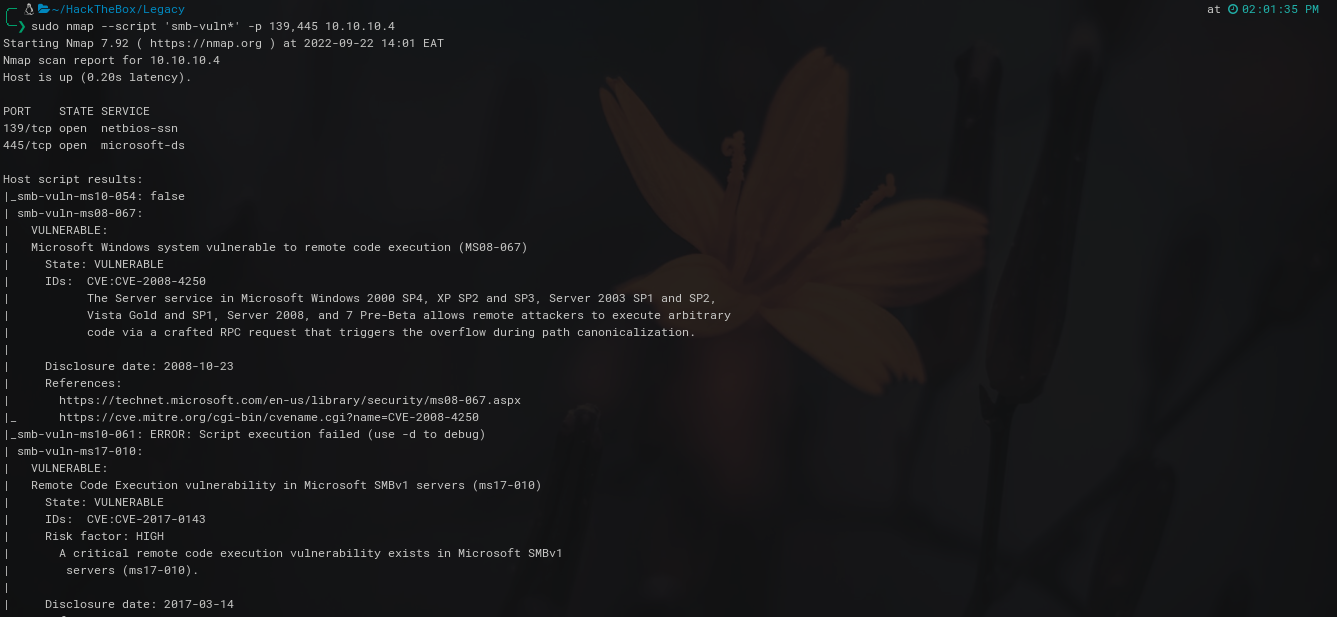 ~/HackTheBox/Legacy at 02:01:35 PM
❯ sudo nmap --script 'smb-vuln*' -p 139,445 10.10.10.4
Starting Nmap 7.92 ( https://nmap.org ) at 2022-09-22 14:01 EAT
Nmap scan report for 10.10.10.4
Host is up (0.20s latency).

PORT    STATE SERVICE
139/tcp open  netbios-ssn
445/tcp open  microsoft-ds

Host script results:
|_smb-vuln-ms10-054: false
| smb-vuln-ms08-067:
|   VULNERABLE:
|   Microsoft Windows system vulnerable to remote code execution (MS08-067)
|     State: VULNERABLE
|     IDs:  CVE:CVE-2008-4250
|           The Server service in Microsoft Windows 2000 SP4, XP SP2 and SP3, Server 2003 SP1 and SP2,
|           Vista Gold and SP1, Server 2008, and 7 Pre-Beta allows remote attackers to execute arbitrary
|           code via a crafted RPC request that triggers the overflow during path canonicalization.
|
|     Disclosure date: 2008-10-23
|     References:
|       https://technet.microsoft.com/en-us/library/security/ms08-067.aspx
|_      https://cve.mitre.org/cgi-bin/cvename.cgi?name=CVE-2008-4250
|_smb-vuln-ms10-061: ERROR: Script execution failed (use -d to debug)
| smb-vuln-ms17-010:
|   VULNERABLE:
|   Remote Code Execution vulnerability in Microsoft SMBv1 servers (ms17-010)
|     State: VULNERABLE
|     IDs:  CVE:CVE-2017-0143
|     Risk factor: HIGH
|       A critical remote code execution vulnerability exists in Microsoft SMBv1
|        servers (ms17-010).
|
|     Disclosure date: 2017-03-14